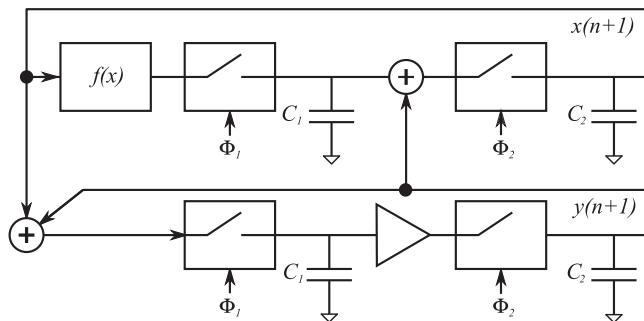 x(n+1)
f(x)
+
C₁
C₂
Φ₁
Φ₂
y(n+1)
+
C₁
C₂
Φ₁
Φ₂